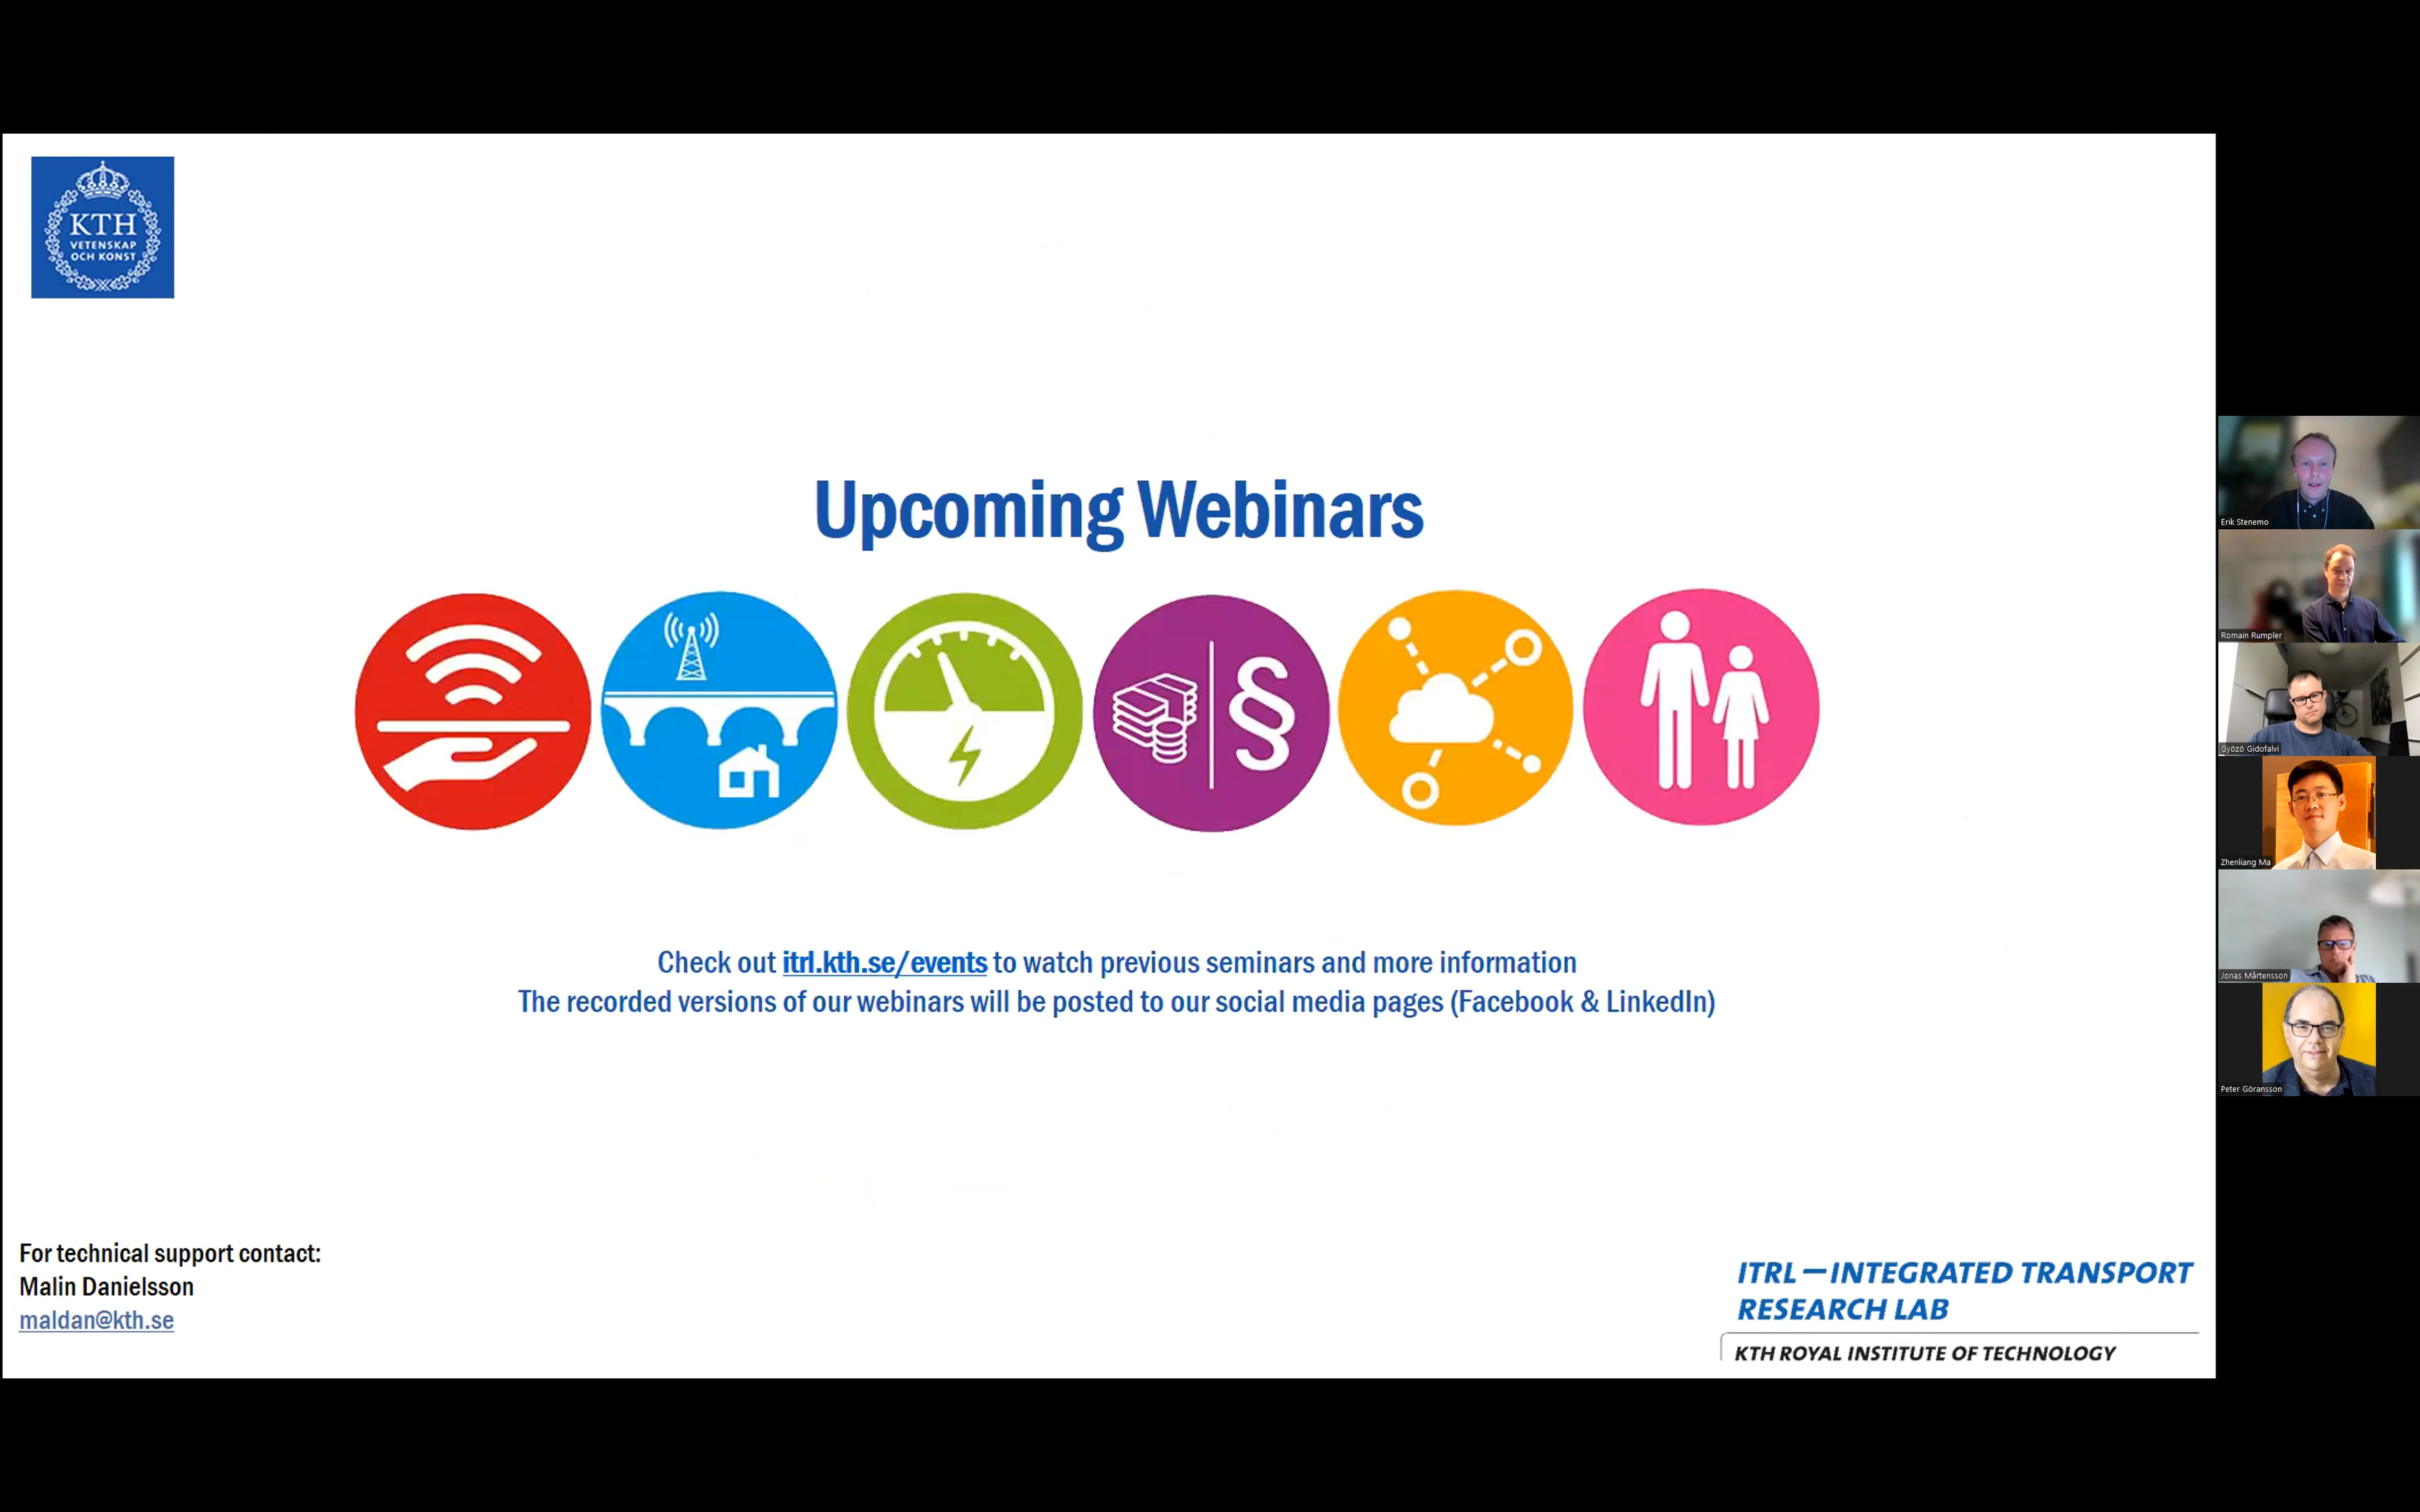 KTH
VETENSKAP
OCH KONST
Upcoming Webinars
§
Check out itrl.kth.se/events to watch previous seminars and more information
The recorded versions of our webinars will be posted to our social media pages (Facebook & LinkedIn)
For technical support contact:
Malin Danielsson
maldan@kth.se
ITRL – INTEGRATED TRANSPORT
RESEARCH LAB
KTH ROYAL INSTITUTE OF TECHNOLOGY
Erik Stenemo
Romain Rumpler
Győző Gidofalvi
Zhenliang Ma
Jonas Mårtensson
Peter Göransson